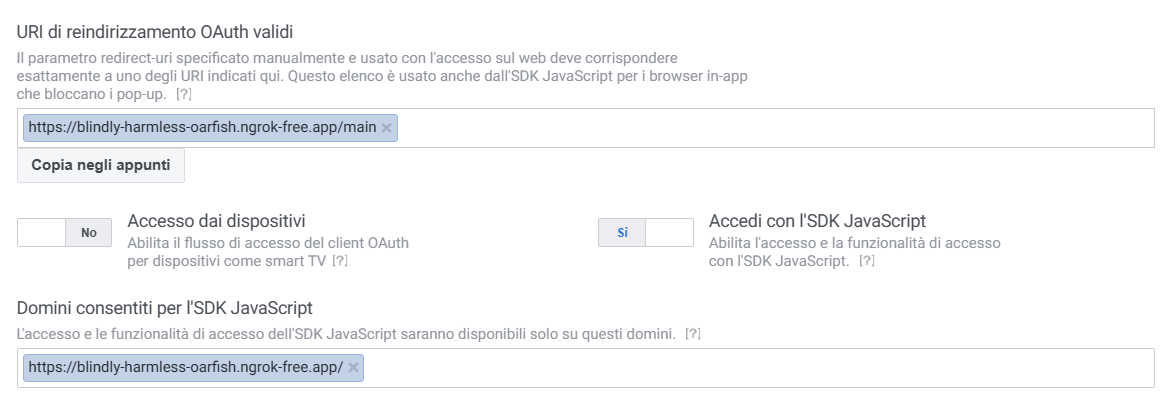 URI di reindirizzamento OAuth validi
Il parametro redirect-uri specificato manualmente e usato con l'accesso sul web deve corrispondere
esattamente a uno degli URI indicati qui. Questo elenco è usato anche dall'SDK JavaScript per i browser in-app
che bloccano i pop-up. [?]
https://blindly-harmless-oarfish.ngrok-free.app/main ×
Copia negli appunti
No
Accesso dai dispositivi
Abilita il flusso di accesso del client OAuth
per dispositivi come smart TV [?]
Sì
Accedi con l'SDK JavaScript
Abilita l'accesso e la funzionalità di accesso
con l'SDK JavaScript. [?]
Domini consentiti per l'SDK JavaScript
L'accesso e le funzionalità di accesso dell'SDK JavaScript saranno disponibili solo su questi domini. [?]
https://blindly-harmless-oarfish.ngrok-free.app/ ×